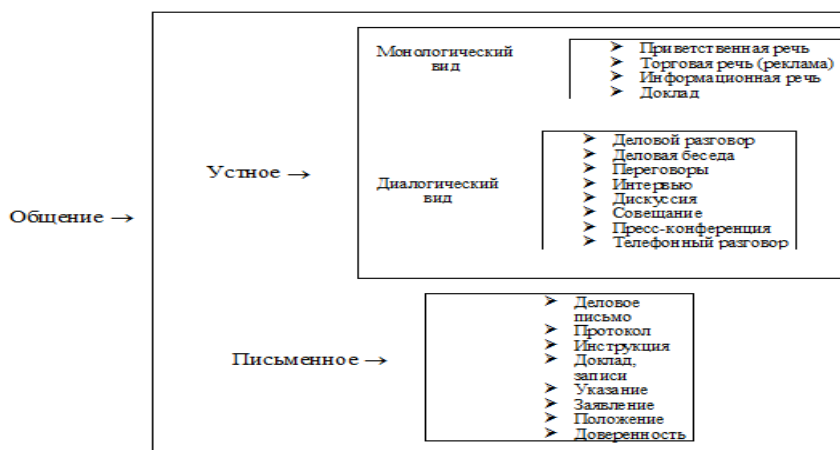 Общение →
Устное →
Монологический
вид
➤ Приветственная речь
➤ Торговая речь (реклама)
➤ Информационная речь
➤ Доклад
Диалогический
вид
➤ Деловой разговор
➤ Деловая беседа
➤ Переговоры
➤ Интервью
➤ Дискуссия
➤ Совещание
➤ Пресс-конференция
➤ Телефонный разговор
Письменное →
➤ Деловое
письмо
➤ Протокол
➤ Инструкция
➤ Доклад,
записи
➤ Указание
➤ Заявление
➤ Положение
➤ Доверенность